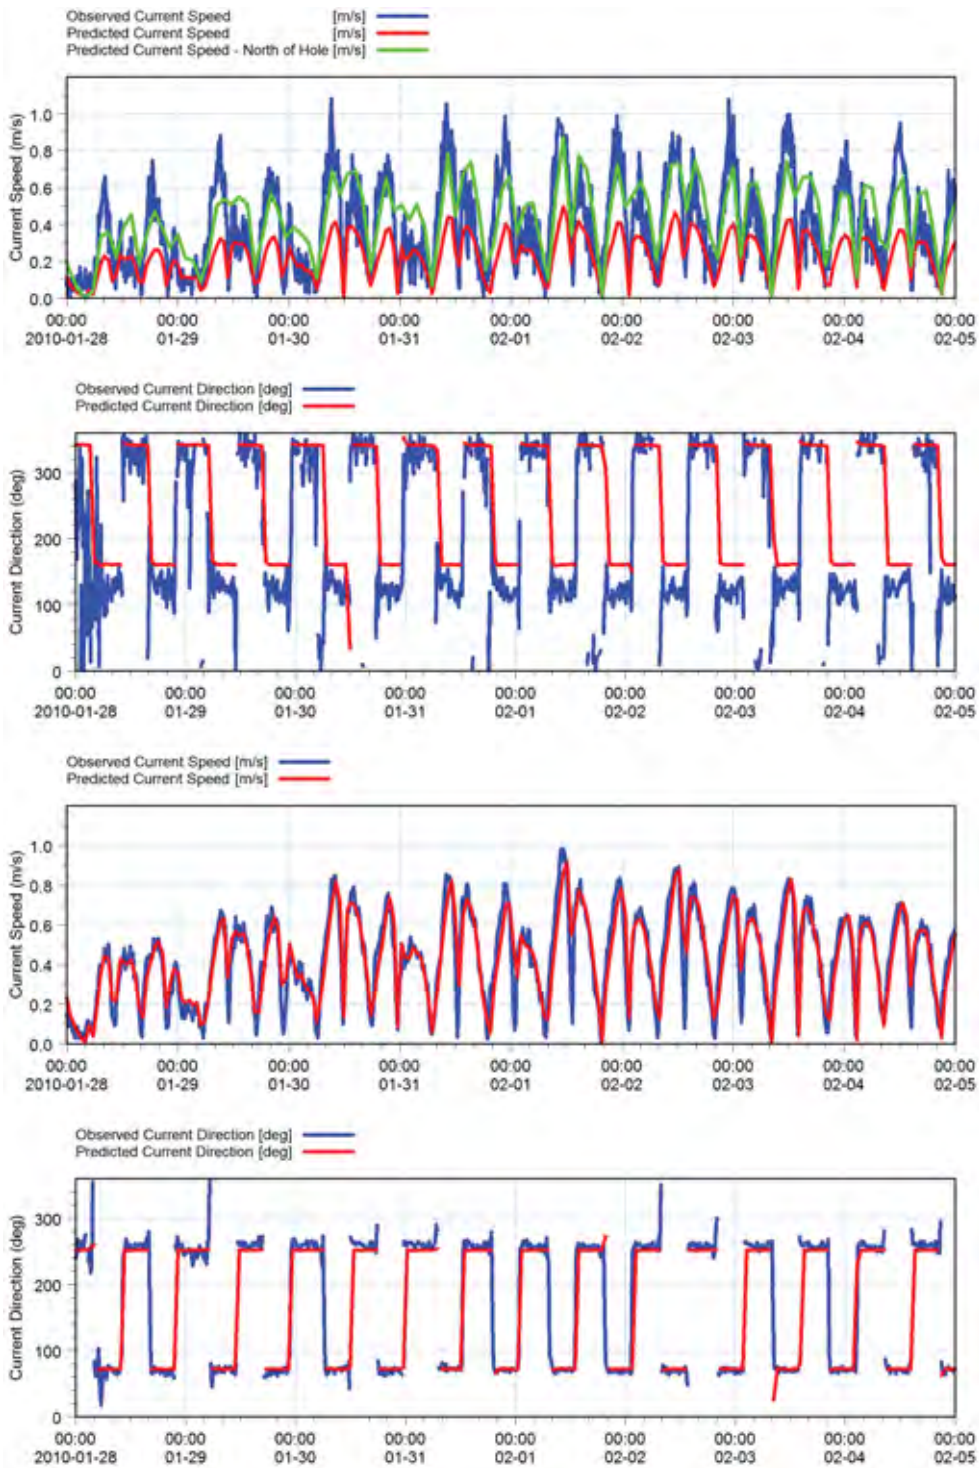 Observed Current Speed [m/s]
Predicted Current Speed [m/s]
Predicted Current Speed - North of Hole [m/s]
Current Speed (m/s)
1.0
0.8
0.6
0.4
0.2
0.0
00:00 00:00 00:00 00:00 00:00 00:00 00:00 00:00 00:00
2010-01-28 01-29 01-30 01-31 02-01 02-02 02-03 02-04 02-05
Observed Current Direction [deg]
Predicted Current Direction [deg]
Current Direction (deg)
300
200
100
0
00:00 00:00 00:00 00:00 00:00 00:00 00:00 00:00 00:00
2010-01-28 01-29 01-30 01-31 02-01 02-02 02-03 02-04 02-05
Observed Current Speed [m/s]
Predicted Current Speed [m/s]
Current Speed (m/s)
1.0
0.8
0.6
0.4
0.2
0.0
00:00 00:00 00:00 00:00 00:00 00:00 00:00 00:00 00:00
2010-01-28 01-29 01-30 01-31 02-01 02-02 02-03 02-04 02-05
Observed Current Direction [deg]
Predicted Current Direction [deg]
Current Direction (deg)
300
200
100
0
00:00 00:00 00:00 00:00 00:00 00:00 00:00 00:00 00:00
2010-01-28 01-29 01-30 01-31 02-01 02-02 02-03 02-04 02-05